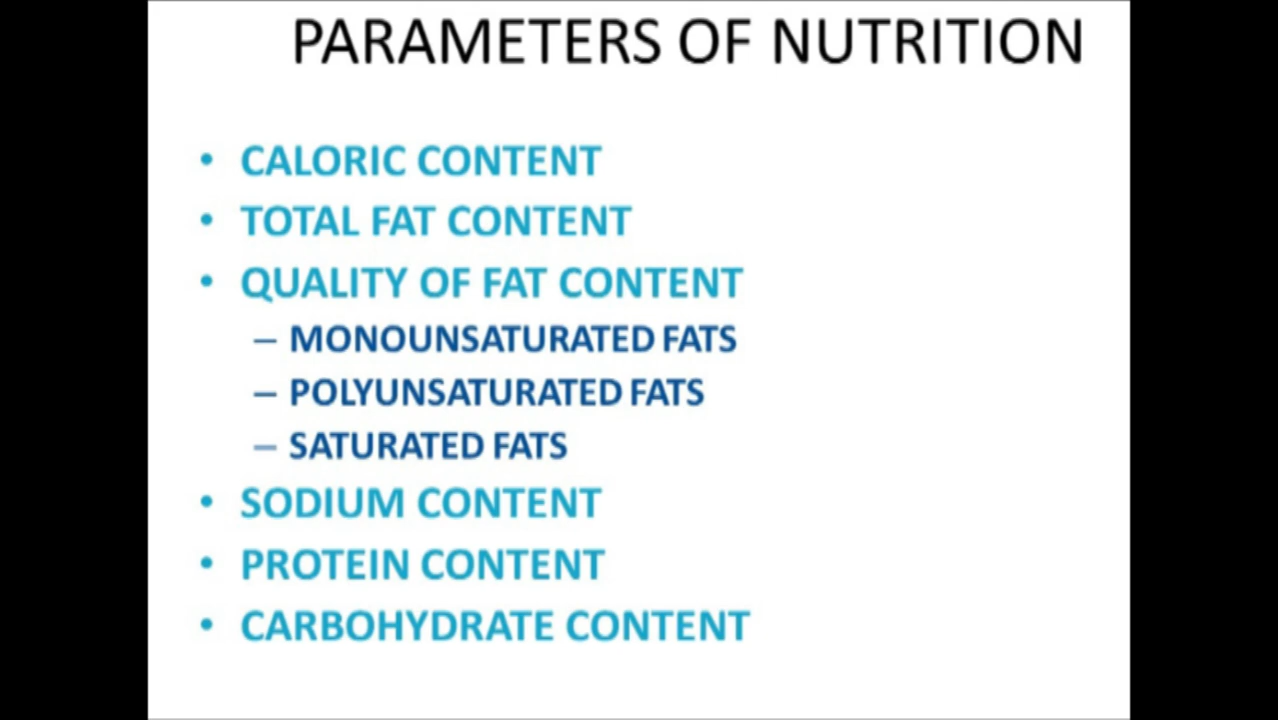 PARAMETERS OF NUTRITION
• CALORIC CONTENT
• TOTAL FAT CONTENT
• QUALITY OF FAT CONTENT
– MONOUNSATURATED FATS
– POLYUNSATURATED FATS
– SATURATED FATS
• SODIUM CONTENT
• PROTEIN CONTENT
• CARBOHYDRATE CONTENT